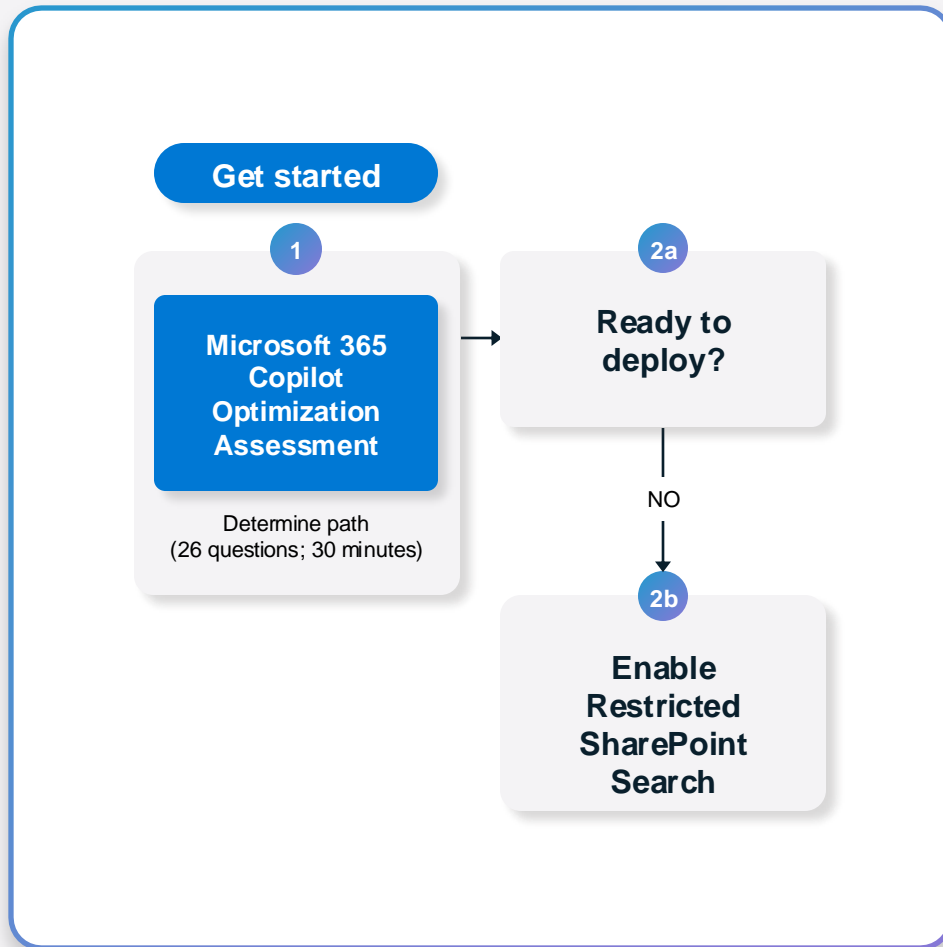 Get started
1
Microsoft 365
Copilot
Optimization
Assessment
Determine path
(26 questions; 30 minutes)
2a
Ready to
deploy?
NO
2b
Enable
Restricted
SharePoint
Search